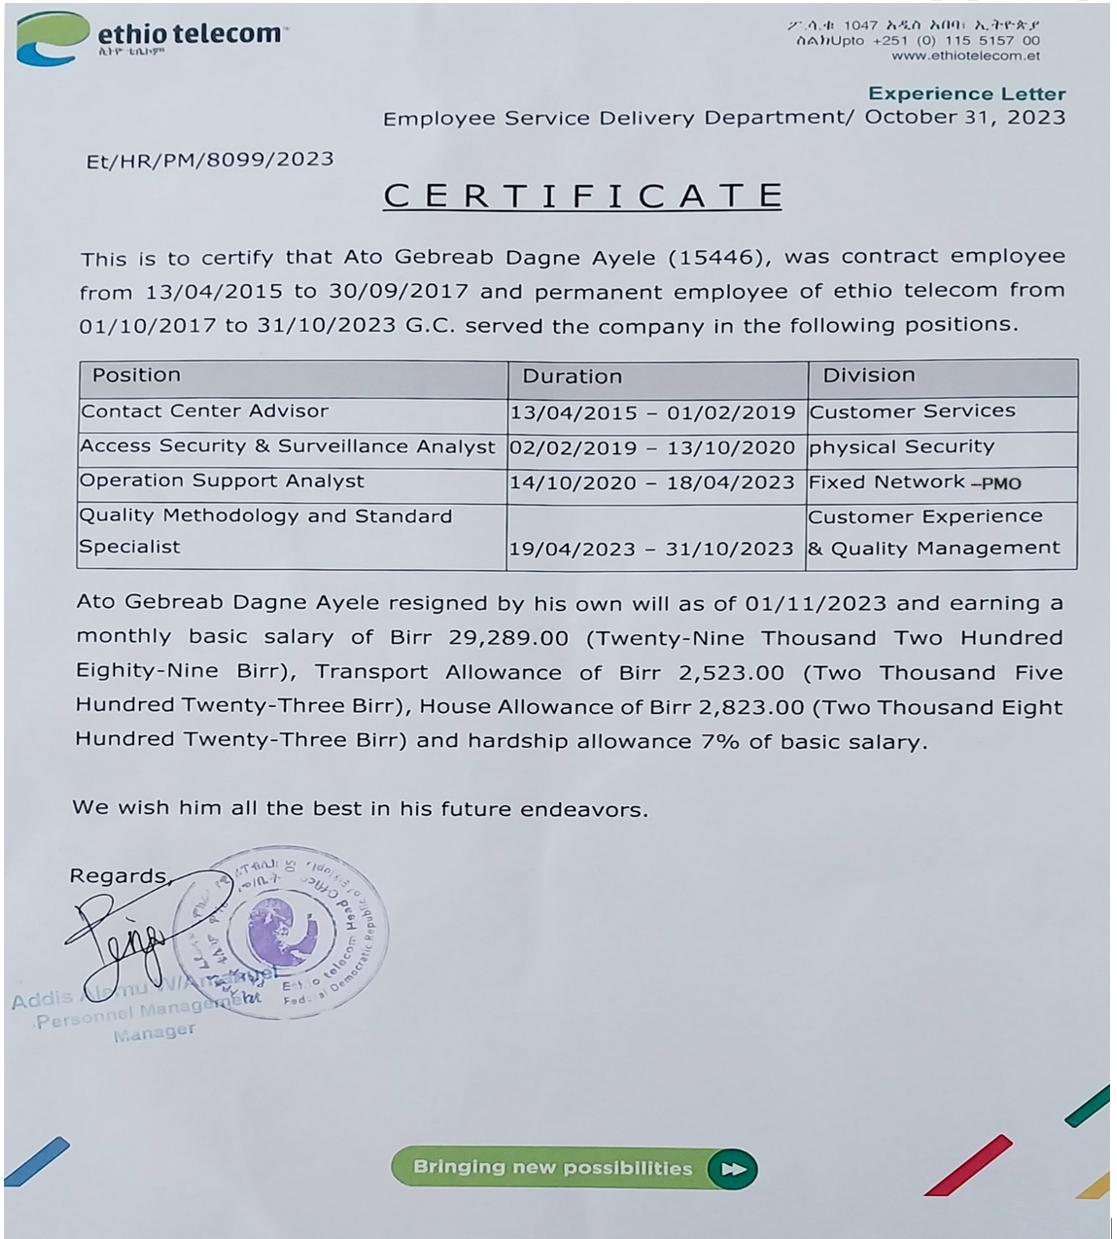 ethio telecom
ኢትዮ ቴሌኮም
ፖ.ሳ.ቁ 1047 አዲስ አበባ፣ ኢትዮጵያ
ስልክUpto +251 (0) 115 5157 00
www.ethiotelecom.et
Experience Letter
Employee Service Delivery Department/ October 31, 2023
Et/HR/PM/8099/2023
CERTIFICATE
This is to certify that Ato Gebreab Dagne Ayele (15446), was contract employee
from 13/04/2015 to 30/09/2017 and permanent employee of ethio telecom from
01/10/2017 to 31/10/2023 G.C. served the company in the following positions.
Position Duration Division
Contact Center Advisor 13/04/2015 – 01/02/2019 Customer Services
Access Security & Surveillance Analyst 02/02/2019 – 13/10/2020 physical Security
Operation Support Analyst 14/10/2020 – 18/04/2023 Fixed Network –PMO
Quality Methodology and Standard Customer Experience
Specialist 19/04/2023 – 31/10/2023 & Quality Management
Ato Gebreab Dagne Ayele resigned by his own will as of 01/11/2023 and earning a
monthly basic salary of Birr 29,289.00 (Twenty-Nine Thousand Two Hundred
Eighity-Nine Birr), Transport Allowance of Birr 2,523.00 (Two Thousand Five
Hundred Twenty-Three Birr), House Allowance of Birr 2,823.00 (Two Thousand Eight
Hundred Twenty-Three Birr) and hardship allowance 7% of basic salary.
We wish him all the best in his future endeavors.
Regards,
Ethio telecom Head Office
Federal Democratic Republic of Ethiopia
Addis Alemu
Personnel Management
Manager
Bringing new possibilities